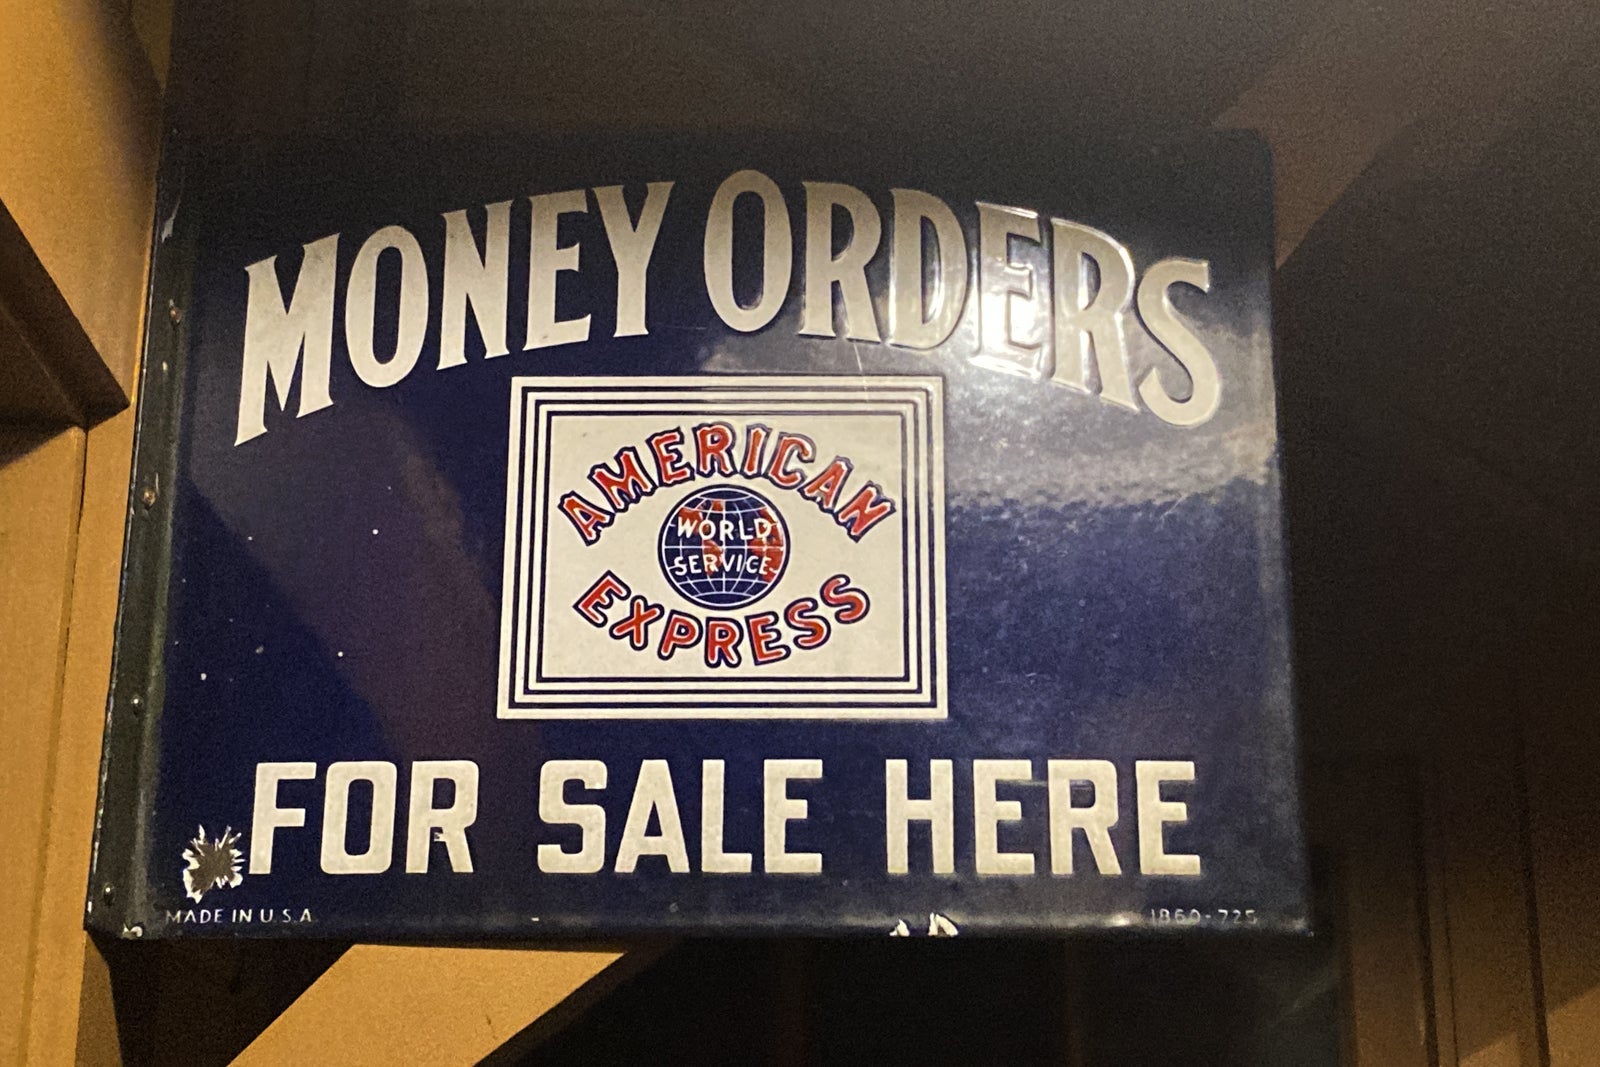 MONEY ORDERS
AMERICAN
WORLD
SERVICE
EXPRESS
FOR SALE HERE
MADE IN U.S.A